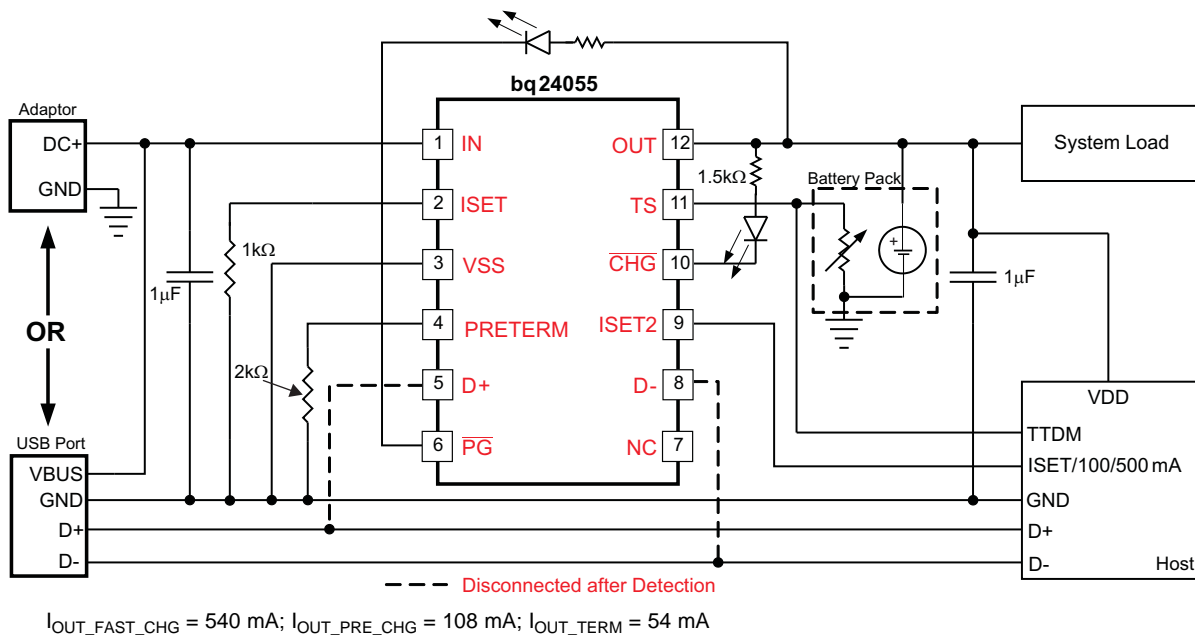 bq24055
Adaptor
DC+
GND
OR
USB Port
VBUS
GND
D+
D-
1μF
1kΩ
2kΩ
1 IN
2 ISET
3 VSS
4 PRETERM
5 D+
6 PG
12 OUT
11 TS
10 CHG
9 ISET2
8 D-
7 NC
1.5kΩ
Battery Pack
+
1μF
System Load
VDD
TTDM
ISET/100/500 mA
GND
D+
D-
Host
Disconnected after Detection
IOUT_FAST_CHG = 540 mA; IOUT_PRE_CHG = 108 mA; IOUT_TERM = 54 mA